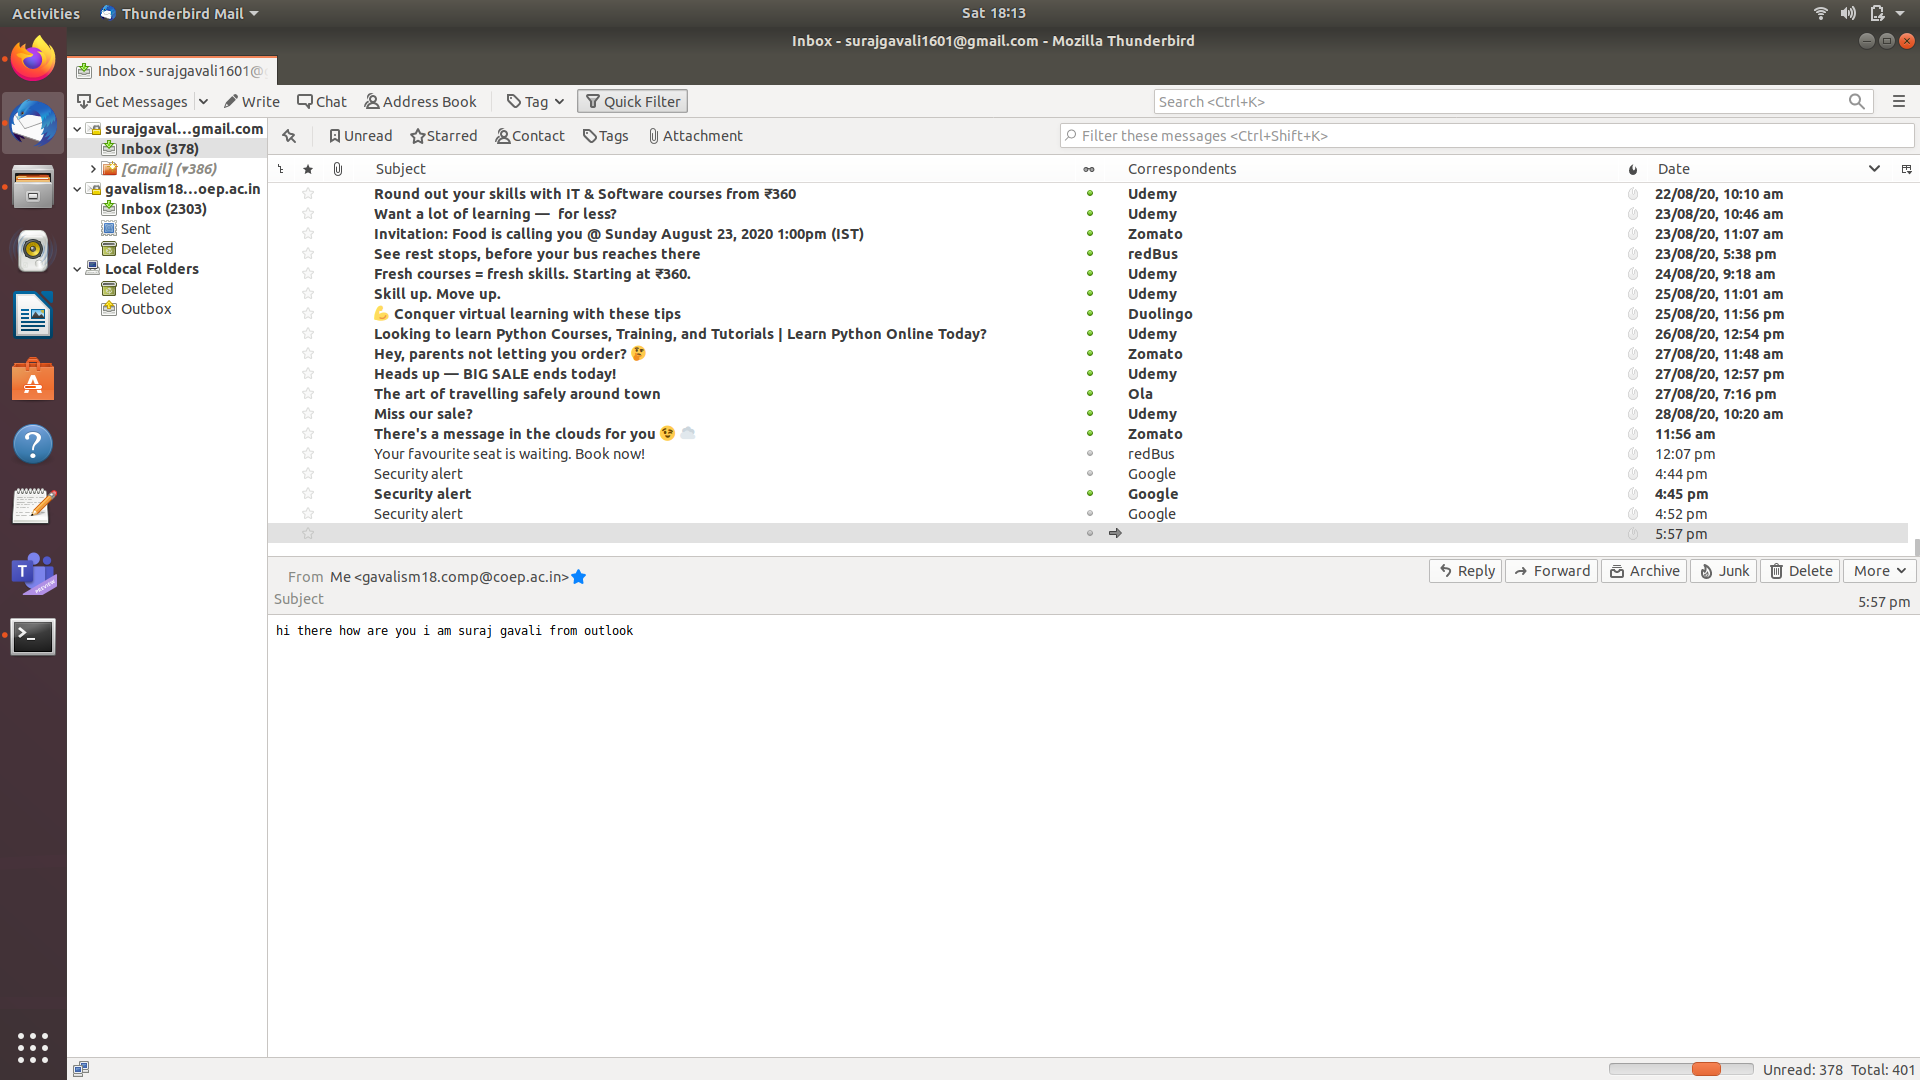 Activities Thunderbird Mail Sat 18:13
Inbox - surajgavali1601@gmail.com - Mozilla Thunderbird
Inbox - surajgavali1601@
Get Messages Write Chat Address Book Tag Quick Filter Search <Ctrl+K>
surajgaval...gmail.com
Inbox (378)
[Gmail] (▾386)
gavalism18...oep.ac.in
Inbox (2303)
Sent
Deleted
Local Folders
Deleted
Outbox
Unread Starred Contact Tags Attachment Filter these messages <Ctrl+Shift+K>
Subject Correspondents Date
Round out your skills with IT & Software courses from ₹360 Udemy 22/08/20, 10:10 am
Want a lot of learning — for less? Udemy 23/08/20, 10:46 am
Invitation: Food is calling you @ Sunday August 23, 2020 1:00pm (IST) Zomato 23/08/20, 11:07 am
See rest stops, before your bus reaches there redBus 23/08/20, 5:38 pm
Fresh courses = fresh skills. Starting at ₹360. Udemy 24/08/20, 9:18 am
Skill up. Move up. Udemy 25/08/20, 11:01 am
💪 Conquer virtual learning with these tips Duolingo 25/08/20, 11:56 pm
Looking to learn Python Courses, Training, and Tutorials | Learn Python Online Today? Udemy 26/08/20, 12:54 pm
Hey, parents not letting you order? 🤔 Zomato 27/08/20, 11:48 am
Heads up — BIG SALE ends today! Udemy 27/08/20, 12:57 pm
The art of travelling safely around town Ola 27/08/20, 7:16 pm
Miss our sale? Udemy 28/08/20, 10:20 am
There's a message in the clouds for you 😉 ☁️ Zomato 11:56 am
Your favourite seat is waiting. Book now! redBus 12:07 pm
Security alert Google 4:44 pm
Security alert Google 4:45 pm
Security alert Google 4:52 pm
5:57 pm
From Me <gavalism18.comp@coep.ac.in> Reply Forward Archive Junk Delete More
Subject 5:57 pm
hi there how are you i am suraj gavali from outlook
Unread: 378 Total: 401